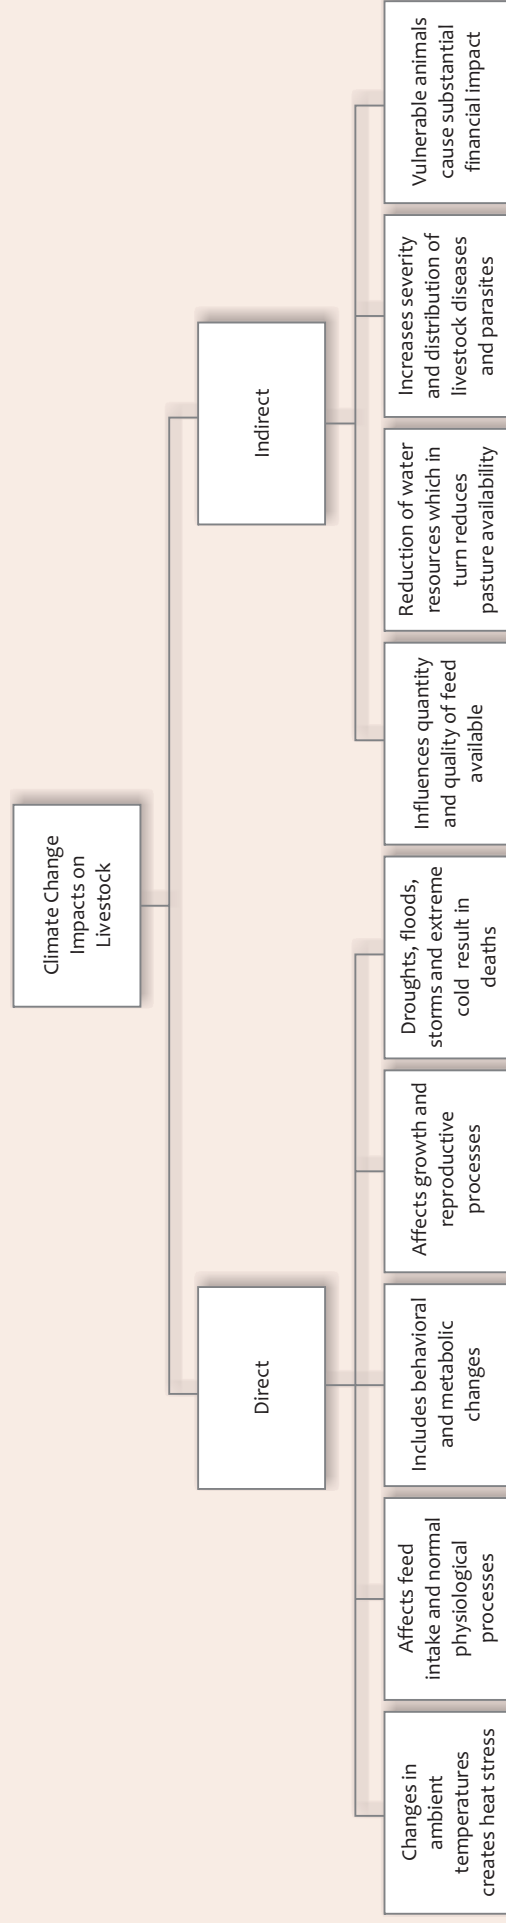 Climate Change
Impacts on
Livestock
Direct
Indirect
Changes in
ambient
temperatures
creates heat stress
Affects feed
intake and normal
physiological
processes
Includes behavioral
and metabolic
changes
Affects growth and
reproductive
processes
Droughts, floods,
storms and extreme
cold result in
deaths
Influences quantity
and quality of feed
available
Reduction of water
resources which in
turn reduces
pasture availability
Increases severity
and distribution of
livestock diseases
and parasites
Vulnerable animals
cause substantial
financial impact